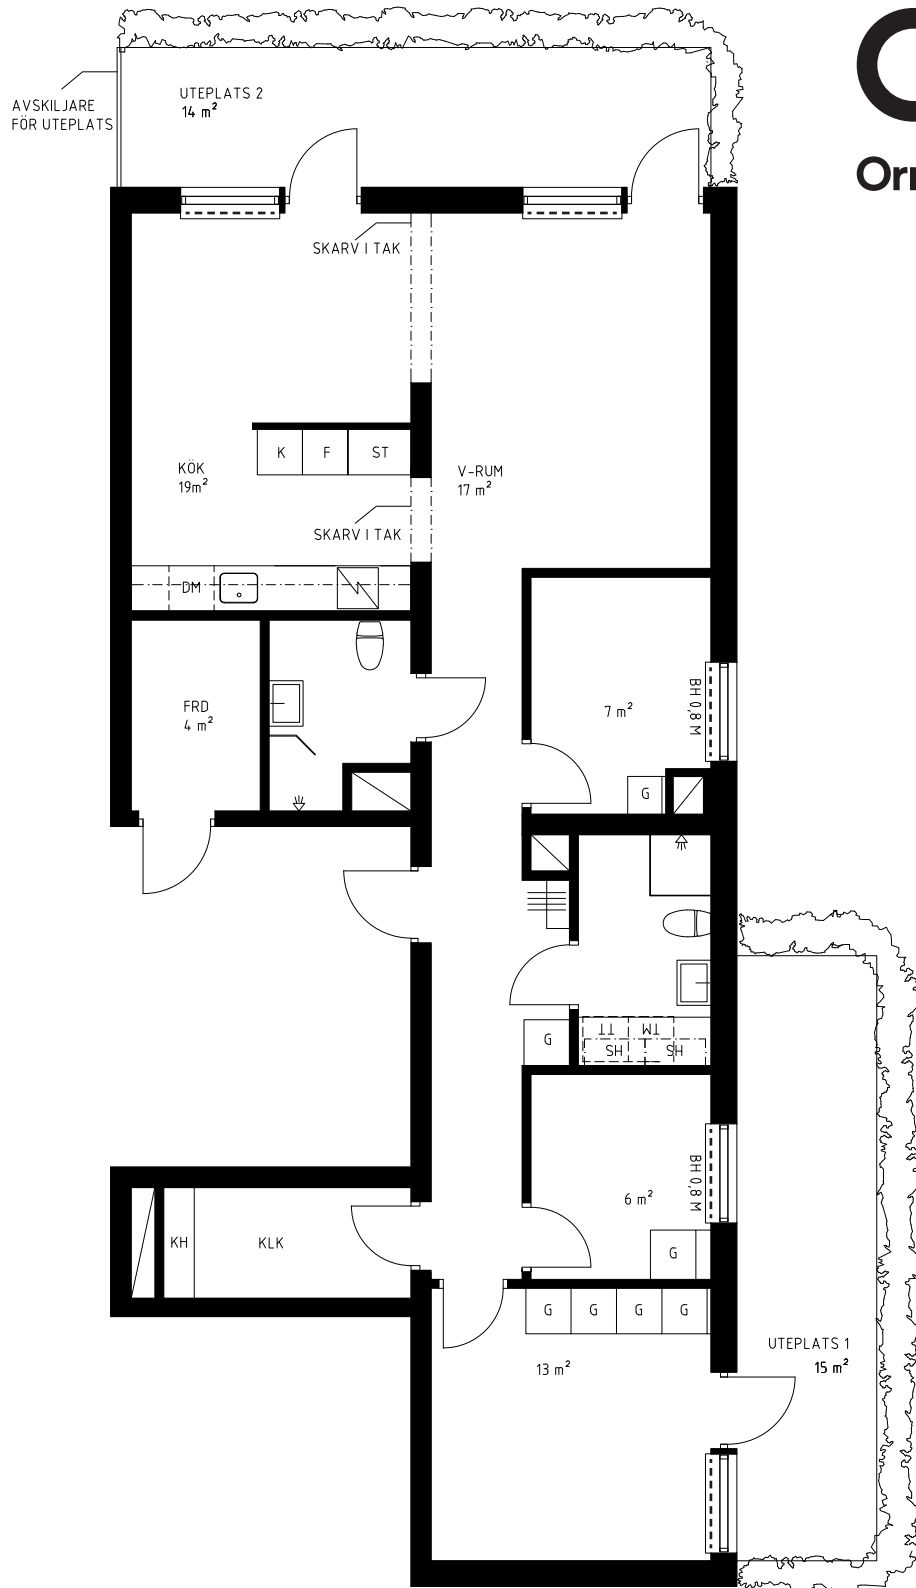 AVSKILJARE
FÖR UTEPLATS
UTEPLATS 2
14 m²
Orr
SKARV I TAK
K
F
ST
KÖK
19m²
V-RUM
17 m²
SKARV I TAK
DM
FRD
4 m²
7 m²
BH 0,8 M
G
G
TT
TM
SH
SH
6 m²
BH 0,8 M
G
KH
KLK
G
G
G
G
13 m²
UTEPLATS 1
15 m²